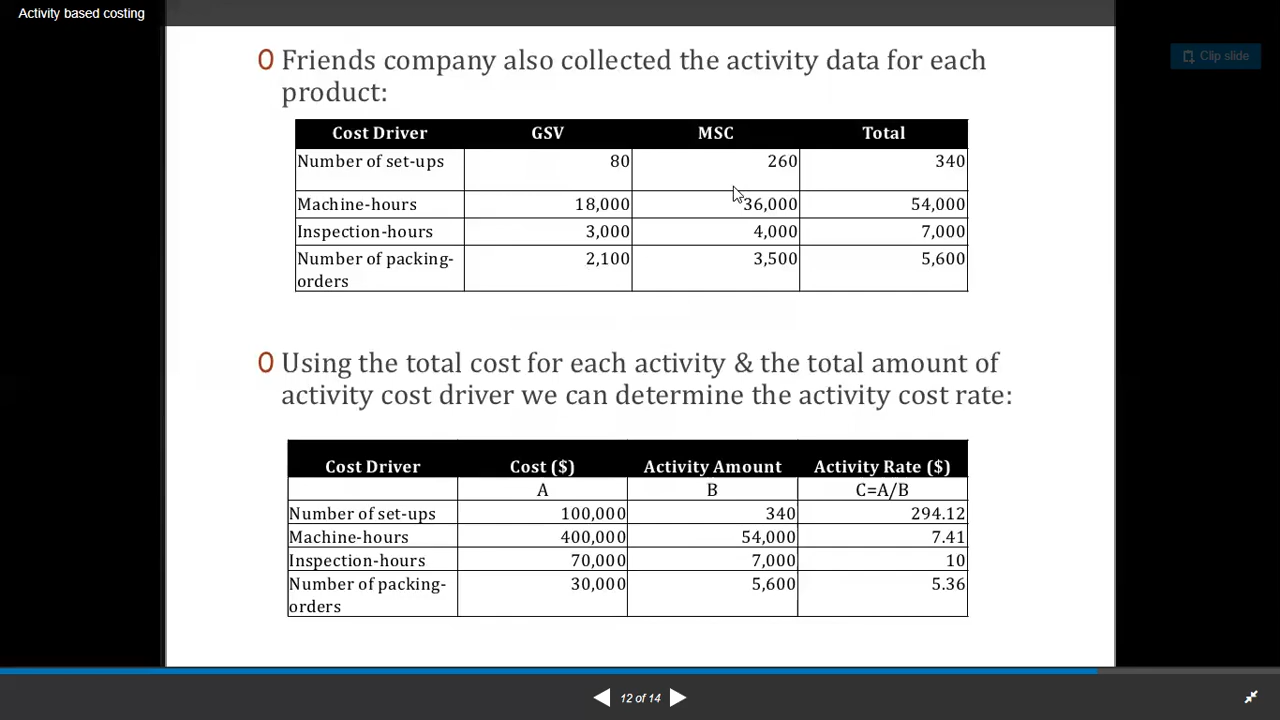 Activity based costing
Clip slide
O Friends company also collected the activity data for each
product:
Cost Driver GSV MSC Total
Number of set-ups 80 260 340
Machine-hours 18,000 36,000 54,000
Inspection-hours 3,000 4,000 7,000
Number of packing- 2,100 3,500 5,600
orders
O Using the total cost for each activity & the total amount of
activity cost driver we can determine the activity cost rate:
Cost Driver Cost ($) Activity Amount Activity Rate ($)
A B C=A/B
Number of set-ups 100,000 340 294.12
Machine-hours 400,000 54,000 7.41
Inspection-hours 70,000 7,000 10
Number of packing- 30,000 5,600 5.36
orders
12 of 14